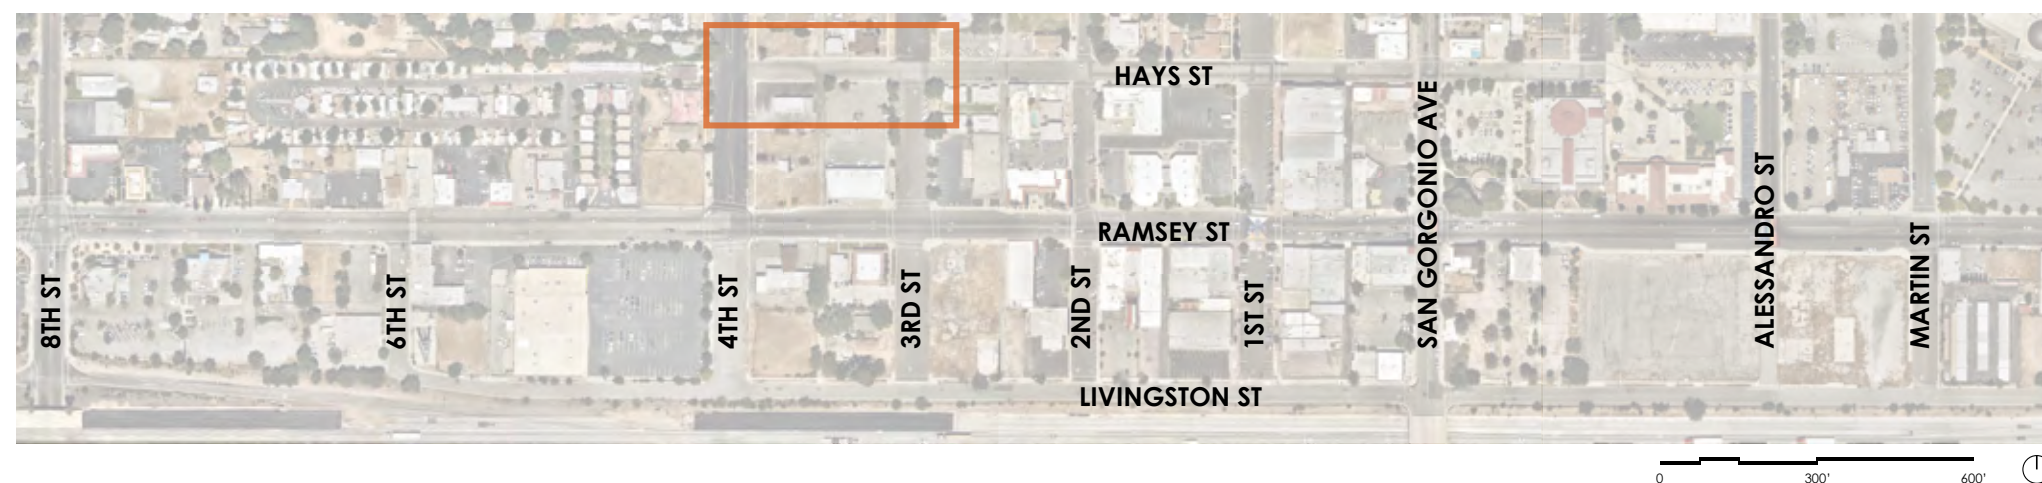 HAYS ST
SAN GORGONIO AVE
ALESSANDRO ST
RAMSEY ST
MARTIN ST
8TH ST
6TH ST
4TH ST
3RD ST
2ND ST
1ST ST
LIVINGSTON ST
0 300' 600'